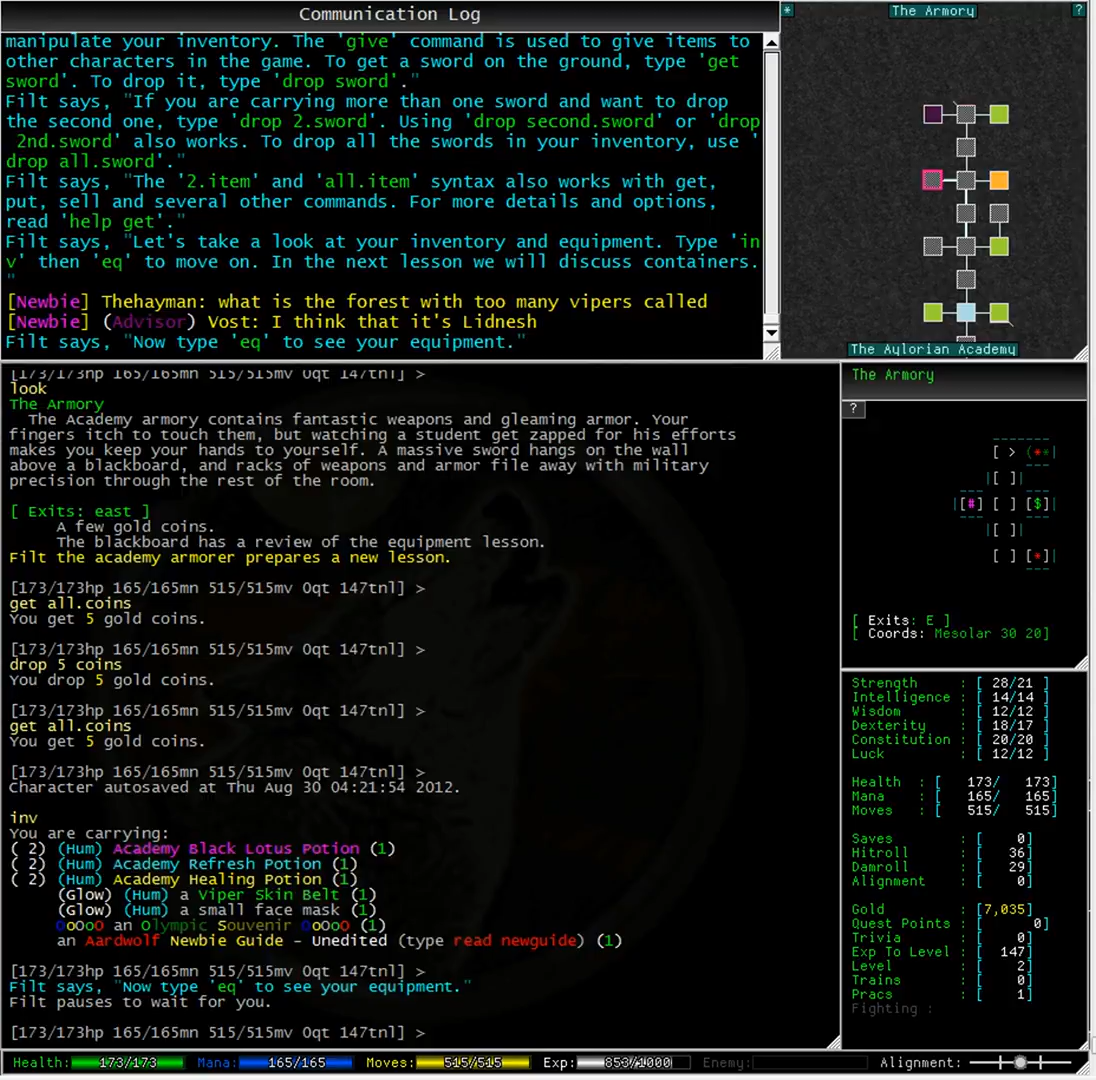 Communication Log
manipulate your inventory. The 'give' command is used to give items to
other characters in the game. To get a sword on the ground, type 'get
sword'. To drop it, type 'drop sword'."
Filt says, "If you are carrying more than one sword and want to drop
the second one, type 'drop 2.sword'. Using 'drop second.sword' or 'drop
2nd.sword' also works. To drop all the swords in your inventory, use '
drop all.sword'."
Filt says, "The '2.item' and 'all.item' syntax also works with get,
put, sell and several other commands. For more details and options,
read 'help get'."
Filt says, "Let's take a look at your inventory and equipment. Type 'in
v' then 'eq' to move on. In the next lesson we will discuss containers.
"
[Newbie] Thehayman: what is the forest with too many vipers called
[Newbie] (Advisor) Vost: I think that it's Lidnesh
Filt says, "Now type 'eq' to see your equipment."
* The Armory ?
The Aylorian Academy
[173/173hp 165/165mn 515/515mv 0qt 147tnl] >
look
The Armory
The Academy armory contains fantastic weapons and gleaming armor. Your
fingers itch to touch them, but watching a student get zapped for his efforts
makes you keep your hands to yourself. A massive sword hangs on the wall
above a blackboard, and racks of weapons and armor file away with military
precision through the rest of the room.
[ Exits: east ]
A few gold coins.
The blackboard has a review of the equipment lesson.
Filt the academy armorer prepares a new lesson.
[173/173hp 165/165mn 515/515mv 0qt 147tnl] >
get all.coins
You get 5 gold coins.
[173/173hp 165/165mn 515/515mv 0qt 147tnl] >
drop 5 coins
You drop 5 gold coins.
[173/173hp 165/165mn 515/515mv 0qt 147tnl] >
get all.coins
You get 5 gold coins.
[173/173hp 165/165mn 515/515mv 0qt 147tnl] >
Character autosaved at Thu Aug 30 04:21:54 2012.
inv
You are carrying:
( 2) (Hum) Academy Black Lotus Potion (1)
( 2) (Hum) Academy Refresh Potion (1)
( 2) (Hum) Academy Healing Potion (1)
(Glow) (Hum) a Viper Skin Belt (1)
(Glow) (Hum) a small face mask (1)
OoOoO an Olympic Souvenir OoOoO (1)
an Aardwolf Newbie Guide - Unedited (type read newguide) (1)
[173/173hp 165/165mn 515/515mv 0qt 147tnl] >
Filt says, "Now type 'eq' to see your equipment."
Filt pauses to wait for you.
[173/173hp 165/165mn 515/515mv 0qt 147tnl] >
The Armory
?
[ > (**|
|[ ]|
|[#] [ ] [$]|
|[ ]|
[ ] [*]|
[ Exits: E ]
[ Coords: Mesolar 30 20]
Strength : [ 28/21 ]
Intelligence : [ 14/14 ]
Wisdom : [ 12/12 ]
Dexterity : [ 18/17 ]
Constitution : [ 20/20 ]
Luck : [ 12/12 ]
Health : [ 173/ 173]
Mana : [ 165/ 165]
Moves : [ 515/ 515]
Saves : [ 0]
Hitroll : [ 36]
Damroll : [ 29]
Alignment : [ 0]
Gold : [7,035]
Quest Points : [ 0]
Trivia : [ 0]
Exp To Level : [ 147]
Level : [ 2]
Trains : [ 0]
Pracs : [ 1]
Fighting :
Health: 173/173 Mana: 165/165 Moves: 515/515 Exp: 853/1000 Enemy: Alignment: